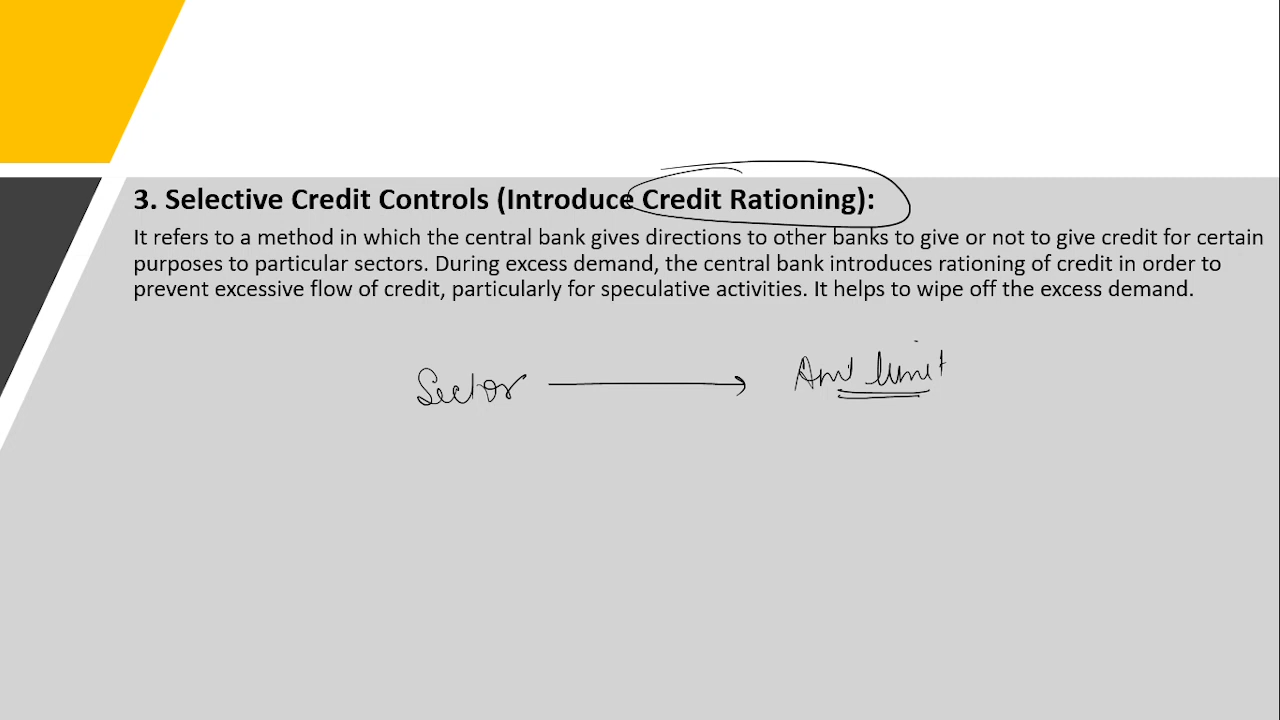 3. Selective Credit Controls (Introduce Credit Rationing):
It refers to a method in which the central bank gives directions to other banks to give or not to give credit for certain
purposes to particular sectors. During excess demand, the central bank introduces rationing of credit in order to
prevent excessive flow of credit, particularly for speculative activities. It helps to wipe off the excess demand.
Sector → Amt limit